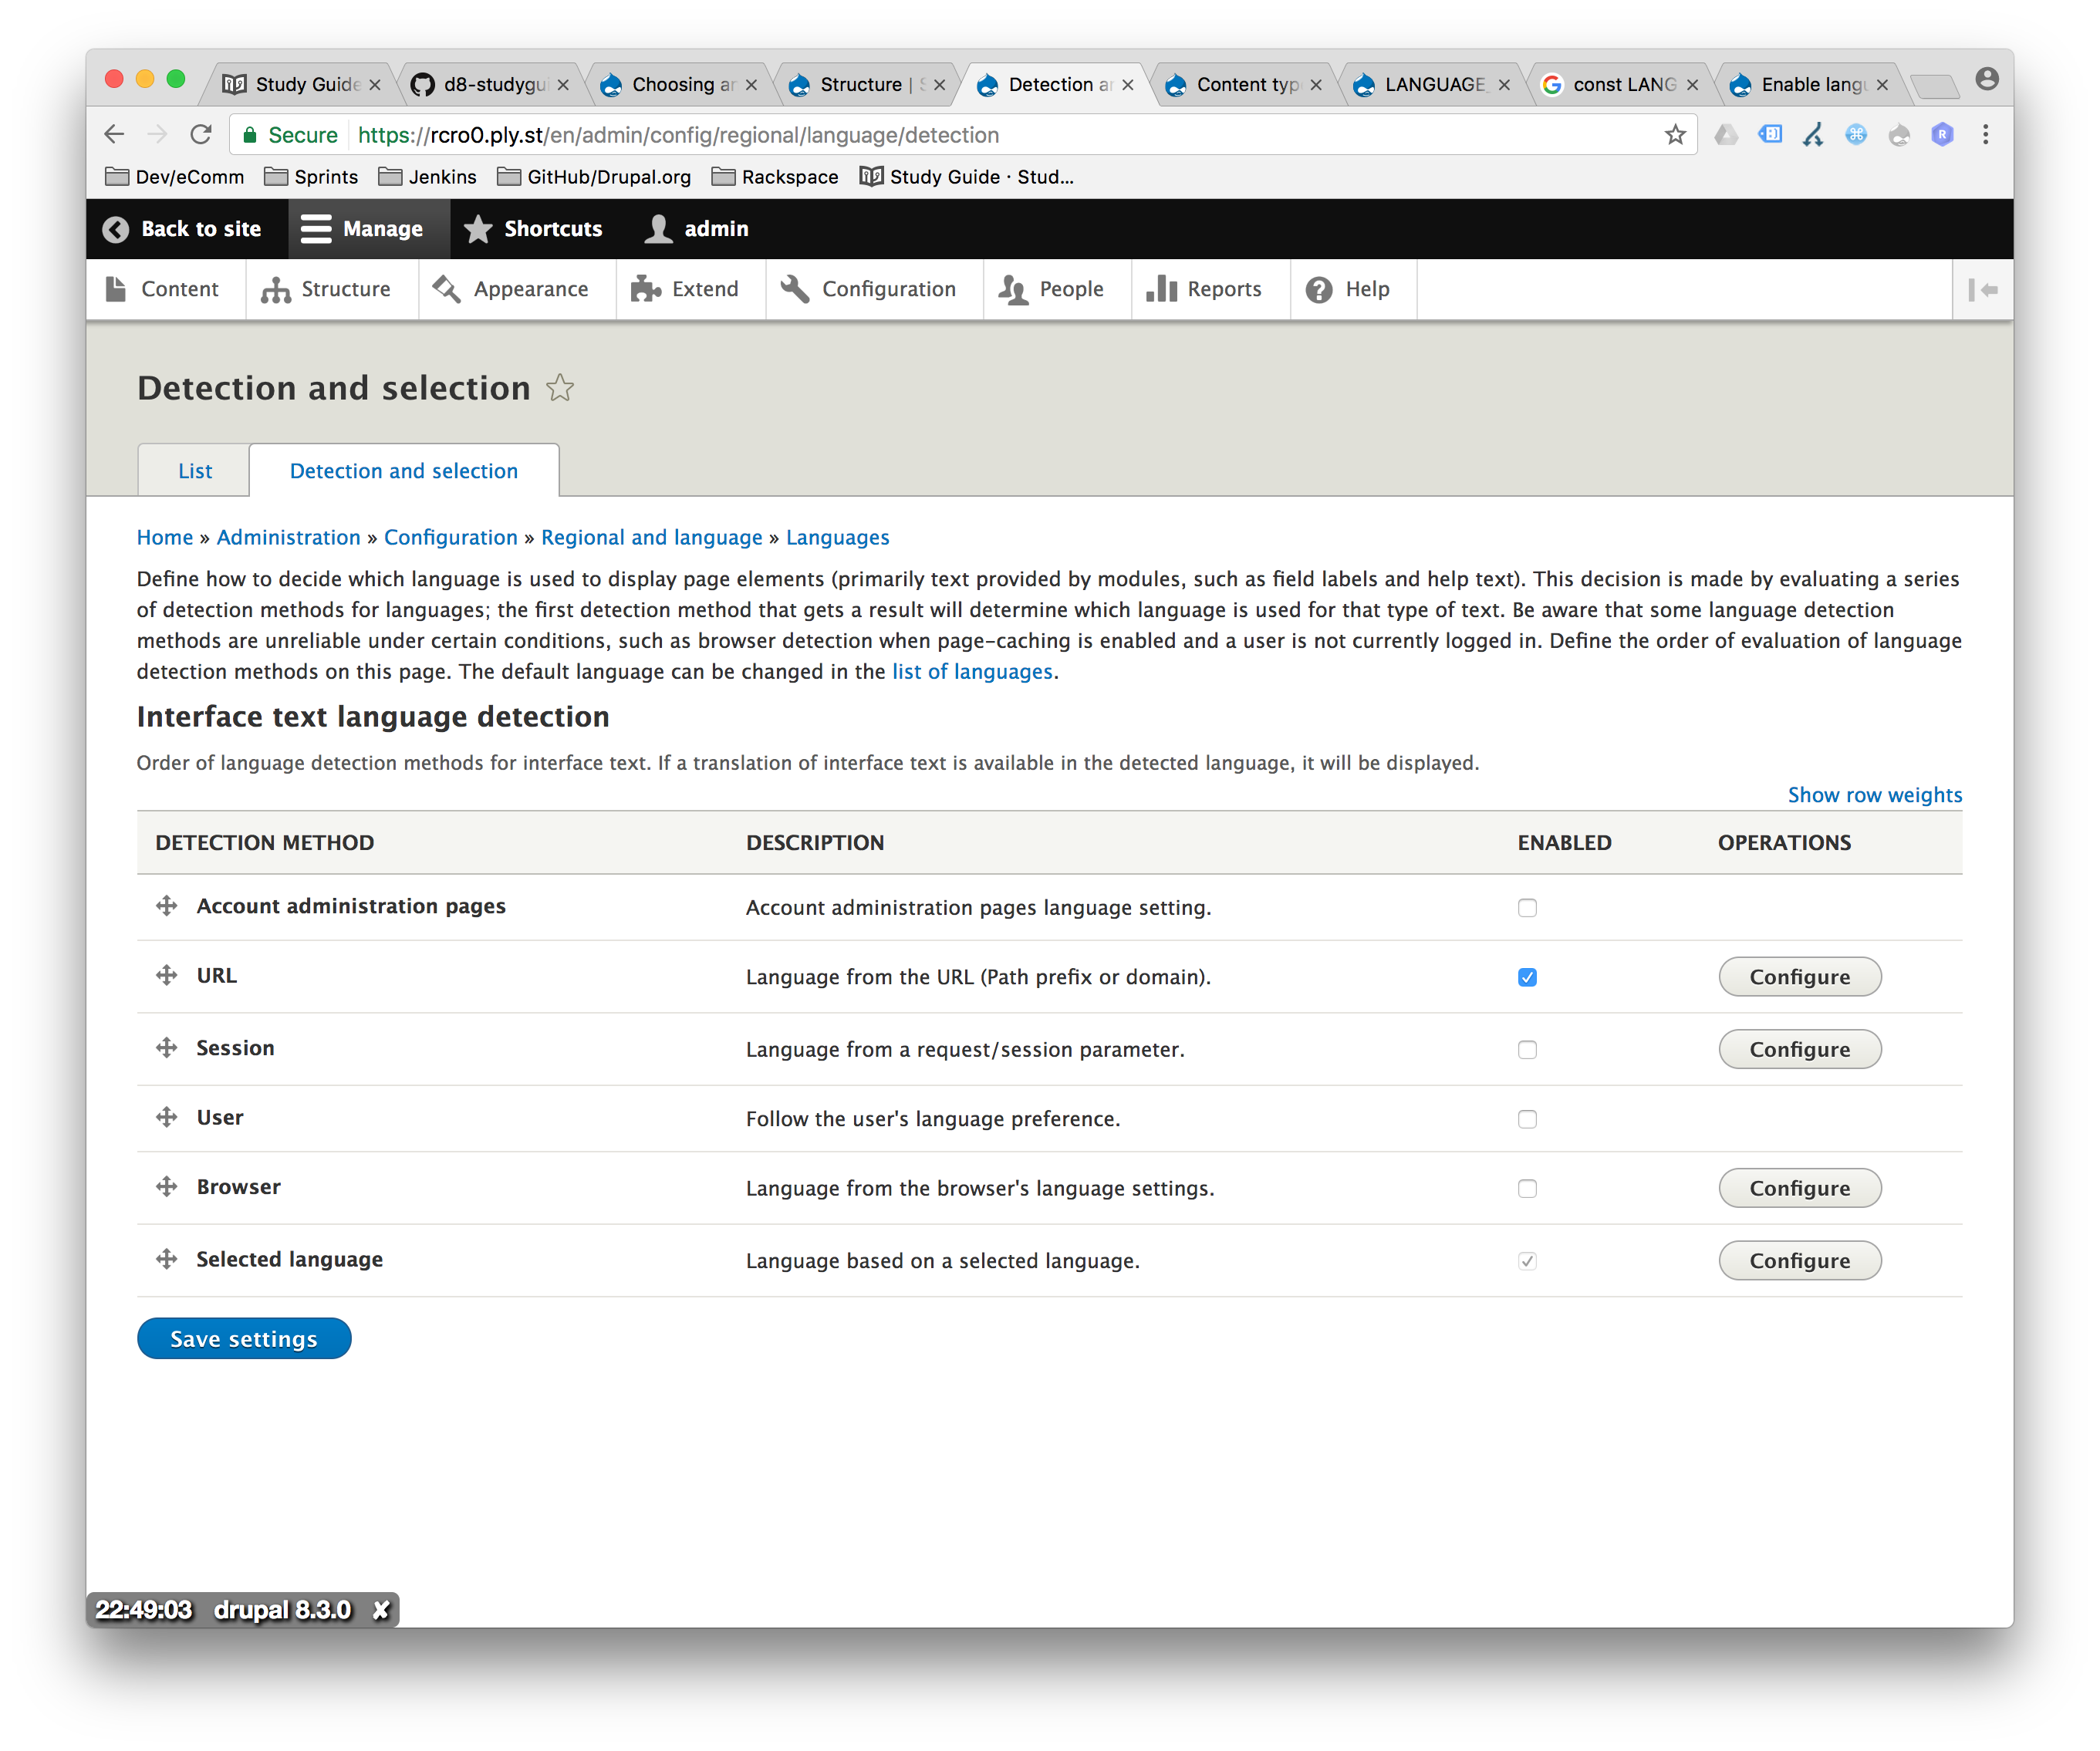 Study Guide
d8-studygui
Choosing an
Structure | S
Detection an
Content typ
LANGUAGE_
const LANG
Enable langu
Secure https://rcro0.ply.st/en/admin/config/regional/language/detection
Dev/eComm Sprints Jenkins GitHub/Drupal.org Rackspace Study Guide · Stud...
Back to site Manage Shortcuts admin
Content Structure Appearance Extend Configuration People Reports Help
Detection and selection
List Detection and selection
Home » Administration » Configuration » Regional and language » Languages
Define how to decide which language is used to display page elements (primarily text provided by modules, such as field labels and help text). This decision is made by evaluating a series
of detection methods for languages; the first detection method that gets a result will determine which language is used for that type of text. Be aware that some language detection
methods are unreliable under certain conditions, such as browser detection when page-caching is enabled and a user is not currently logged in. Define the order of evaluation of language
detection methods on this page. The default language can be changed in the list of languages.
Interface text language detection
Order of language detection methods for interface text. If a translation of interface text is available in the detected language, it will be displayed.
Show row weights
DETECTION METHOD DESCRIPTION ENABLED OPERATIONS
Account administration pages Account administration pages language setting.
URL Language from the URL (Path prefix or domain). Configure
Session Language from a request/session parameter. Configure
User Follow the user's language preference.
Browser Language from the browser's language settings. Configure
Selected language Language based on a selected language. Configure
Save settings
22:49:03 drupal 8.3.0 ✘